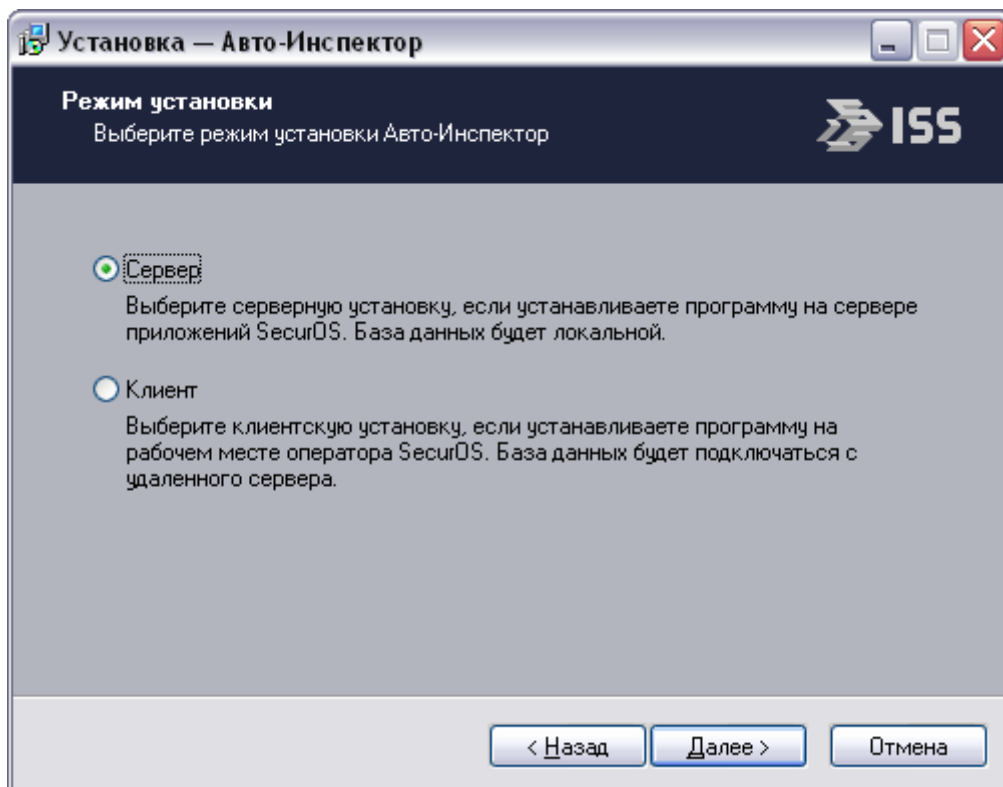 Установка — Авто-Инспектор
Режим установки
Выберите режим установки Авто-Инспектор
ISS
Сервер
Выберите серверную установку, если устанавливаете программу на сервере
приложений SecurOS. База данных будет локальной.
Клиент
Выберите клиентскую установку, если устанавливаете программу на
рабочем месте оператора SecurOS. База данных будет подключаться с
удаленного сервера.
< Назад
Далее >
Отмена